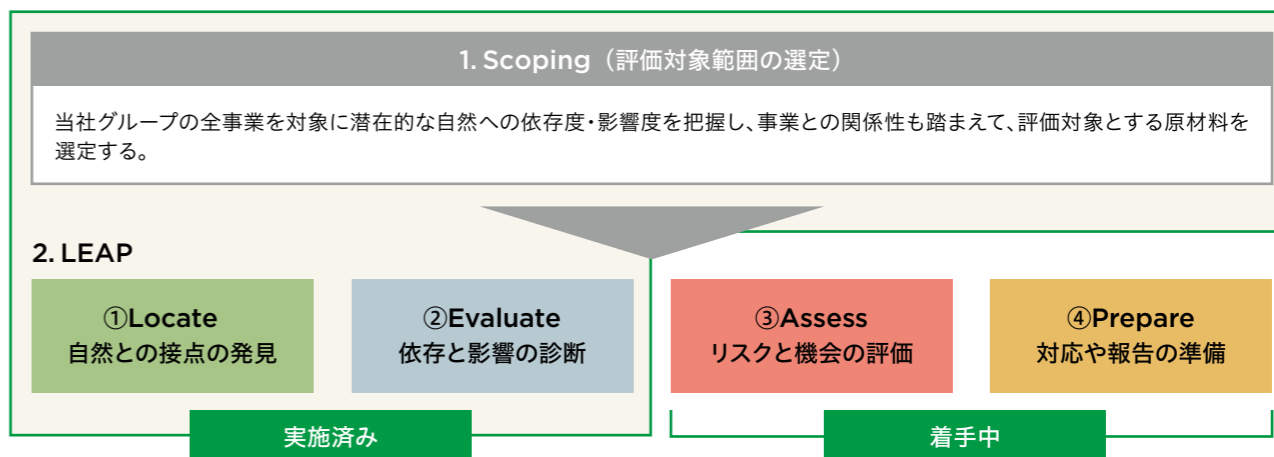 1. Scoping（評価対象範囲の選定）
当社グループの全事業を対象に潜在的な自然への依存度・影響度を把握し、事業との関係性も踏まえて、評価対象とする原材料を
選定する。
2. LEAP
①Locate
自然との接点の発見
②Evaluate
依存と影響の診断
③Assess
リスクと機会の評価
④Prepare
対応や報告の準備
実施済み
着手中